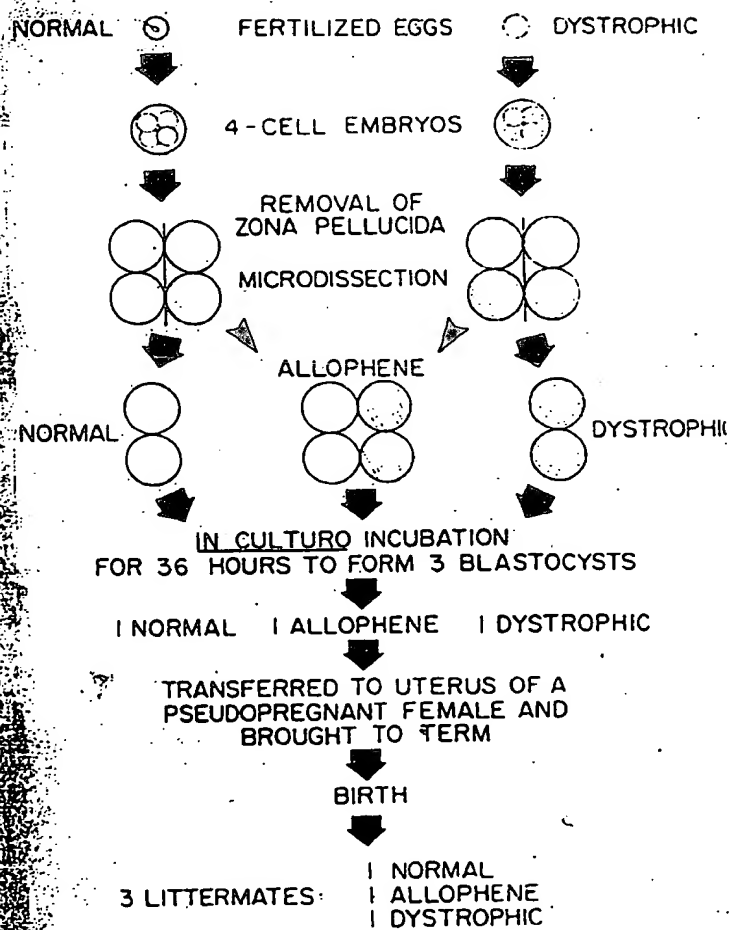 NORMAL FERTILIZED EGGS DYSTROPHIC
4-CELL EMBRYOS
REMOVAL OF
ZONA PELLUCIDA
MICRODISSECTION
ALLOPHENE
NORMAL DYSTROPHI
IN CULTURO INCUBATION
FOR 36 HOURS TO FORM 3 BLASTOCYSTS
1 NORMAL 1 ALLOPHENE 1 DYSTROPHIC
TRANSFERRED TO UTERUS OF A
PSEUDOPREGNANT FEMALE AND
BROUGHT TO TERM
BIRTH
1 NORMAL
3 LITTERMATES: 1 ALLOPHENE
1 DYSTROPHIC